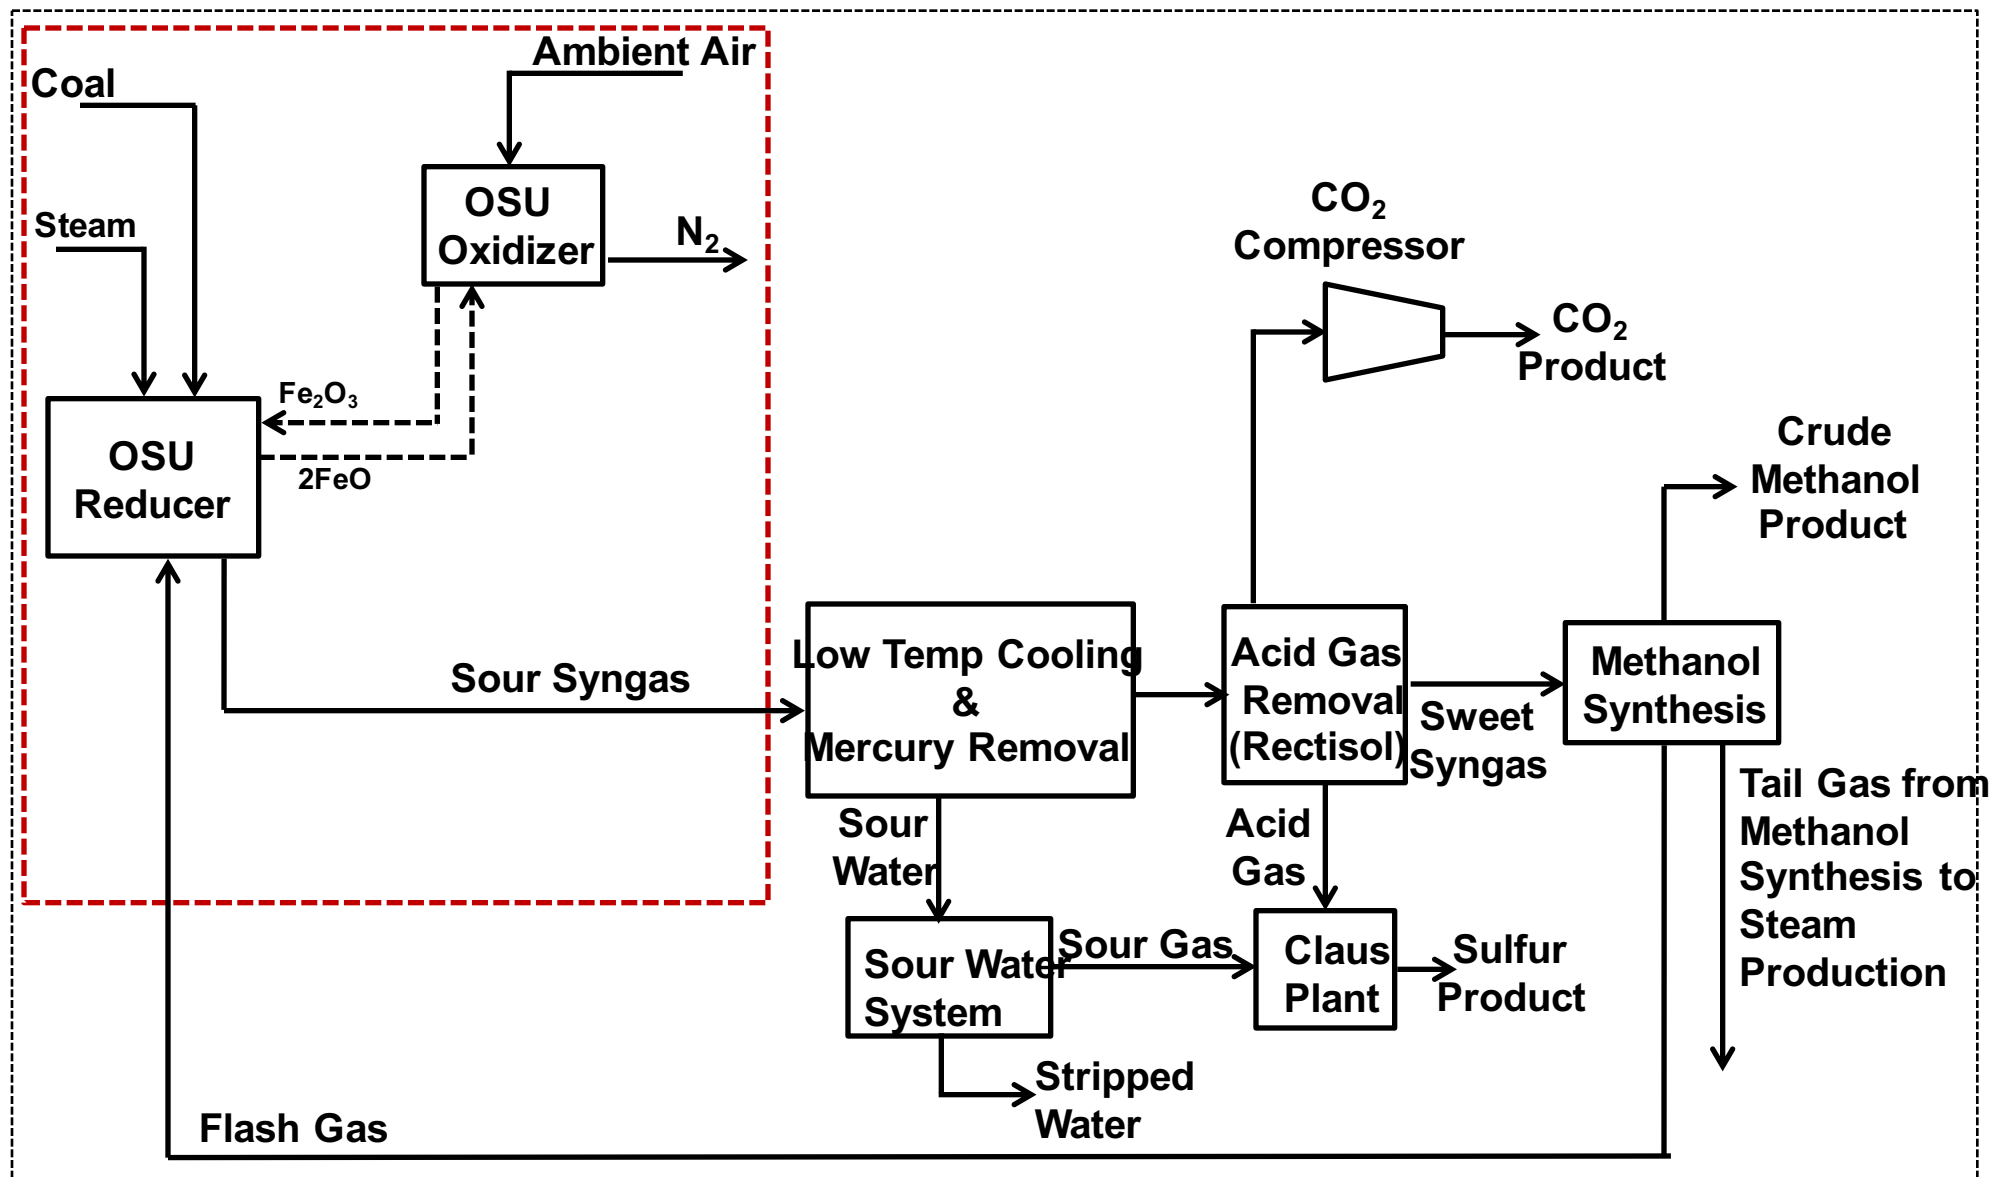 Ambient Air
Coal
OSU
Oxidizer
Steam
N₂
Fe₂O₃
2FeO
OSU
Reducer
CO₂
Compressor
CO₂
Product
Crude
Methanol
Product
Sour Syngas
Low Temp Cooling
&
Mercury Removal
Acid Gas
Removal
(Rectisol)
Sweet
Syngas
Methanol
Synthesis
Sour
Water
Acid
Gas
Tail Gas from
Methanol
Synthesis to
Steam
Production
Sour Water
System
Sour Gas
Claus
Plant
Sulfur
Product
Stripped
Water
Flash Gas